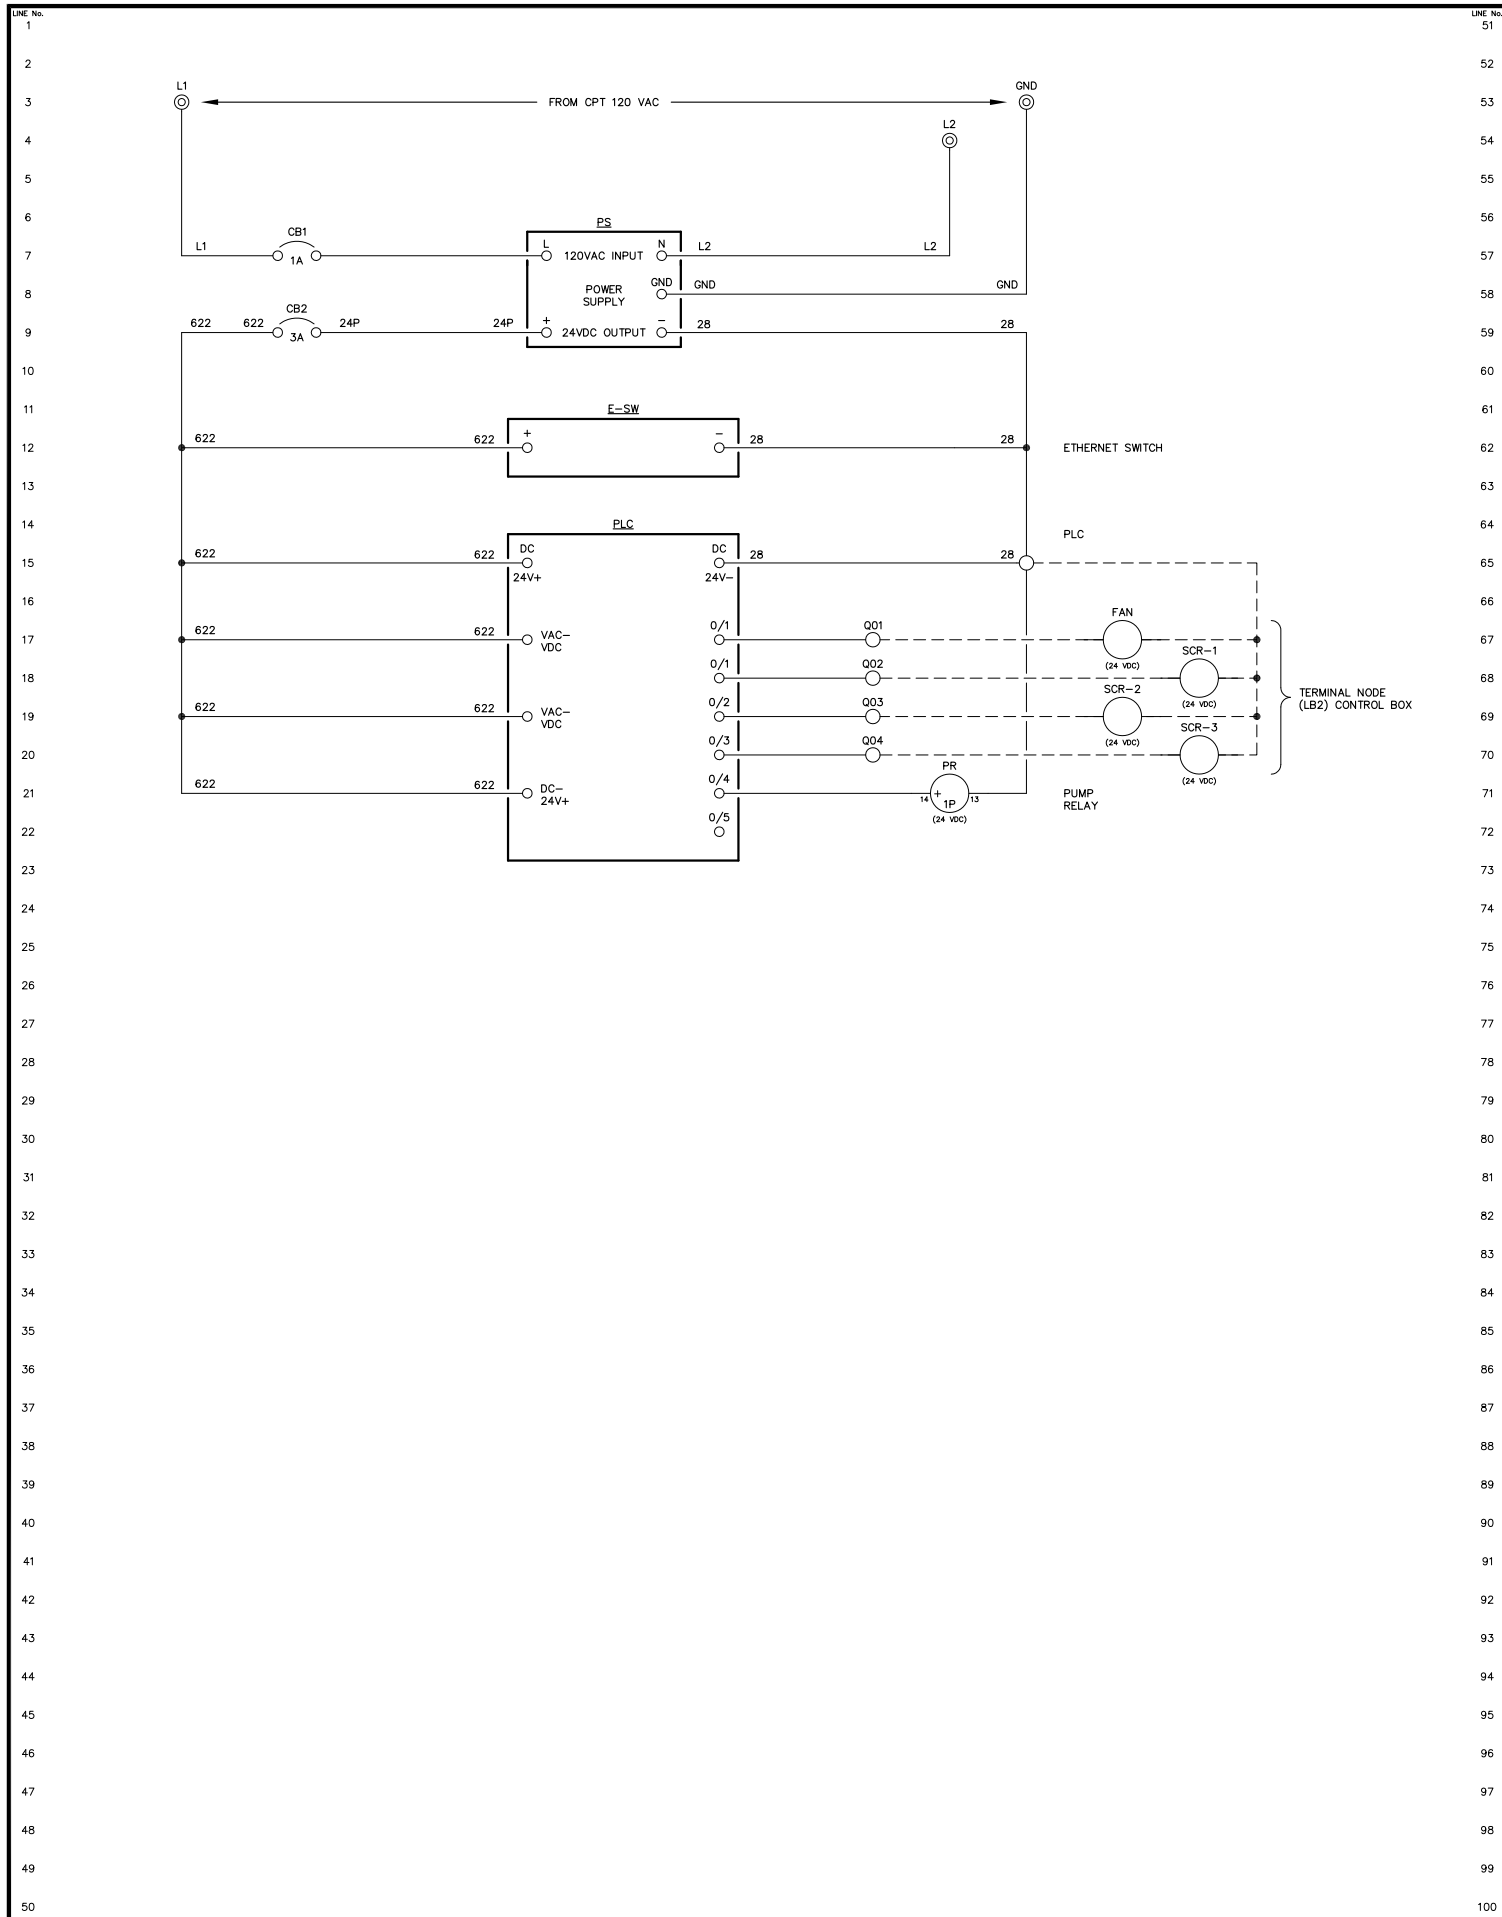 LINE No. LINE No.
1 51
2 52
L1 GND
3 FROM CPT 120 VAC 53
L2
4 54
5 55
6 56
PS
CB1
L1 1A L 120VAC INPUT N L2 L2
7 57
GND GND GND
8 POWER 58
SUPPLY
CB2
622 622 3A 24P 24P + 24VDC OUTPUT − 28 28
9 59
10 60
11 61
E-SW
622 622 + − 28 28
12 ETHERNET SWITCH 62
13 63
14 64
PLC
PLC
622 622 DC DC 28 28
15 65
24V+ 24V−
16 66
FAN
622 622 VAC− 0/1 Q01
17 67
VDC
(24 VDC)
SCR-1
0/1 Q02
18 68
(24 VDC)
SCR-2
622 622 VAC− 0/2 Q03
19 69
VDC
(24 VDC)
TERMINAL NODE
(LB2) CONTROL BOX
SCR-3
0/3 Q04
20 70
(24 VDC)
PR
622 622 DC− 0/4 14 + 1P 13 PUMP
21 71
24V+ RELAY
(24 VDC)
0/5
22 72
23 73
24 74
25 75
26 76
27 77
28 78
29 79
30 80
31 81
32 82
33 83
34 84
35 85
36 86
37 87
38 88
39 89
40 90
41 91
42 92
43 93
44 94
45 95
46 96
47 97
48 98
49 99
50 100